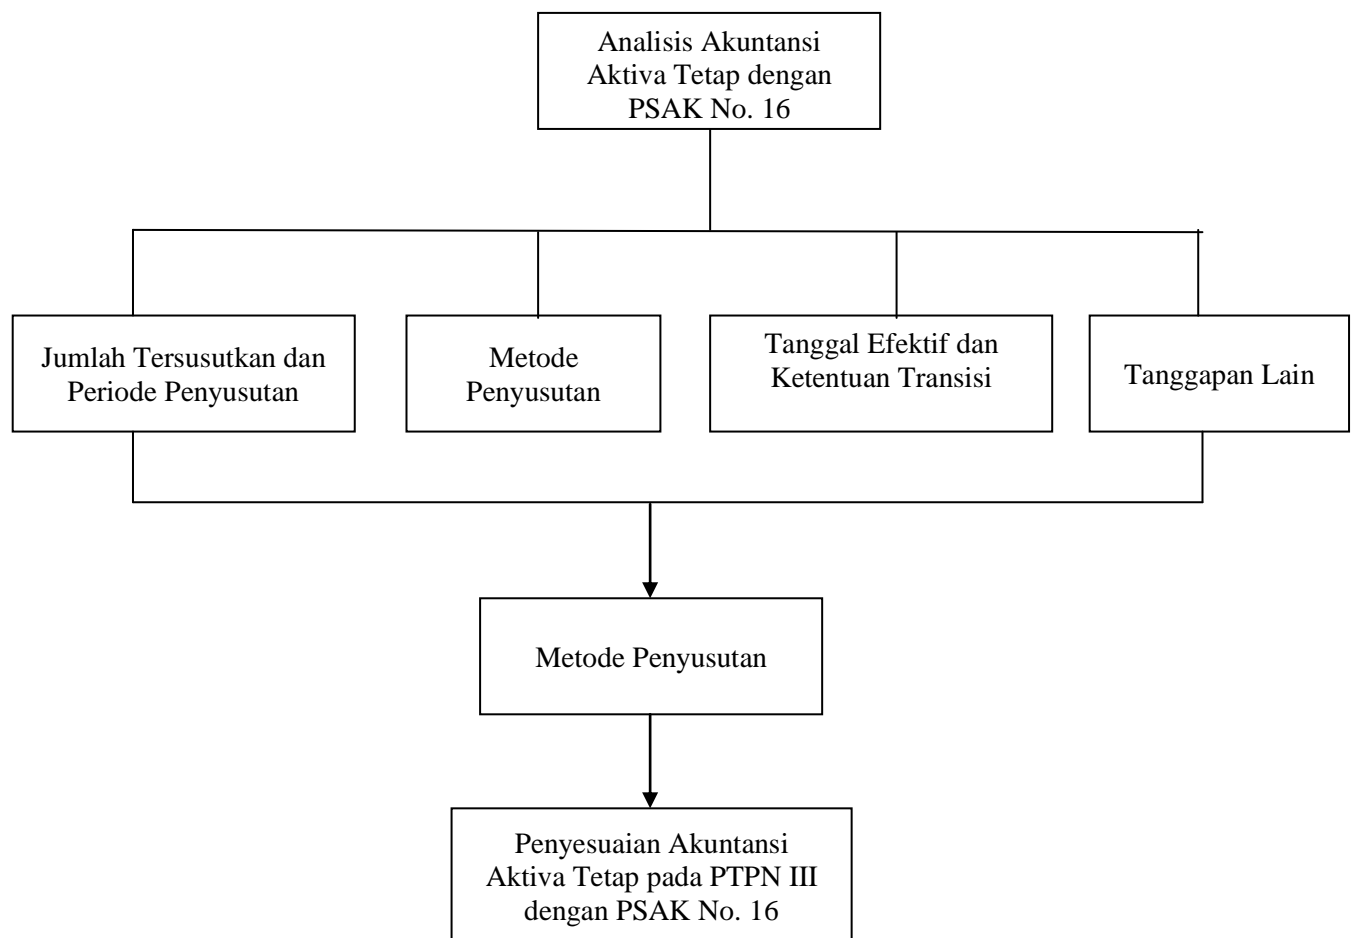 Analisis Akuntansi
Aktiva Tetap dengan
PSAK No. 16
Jumlah Tersusutkan dan
Periode Penyusutan
Metode
Penyusutan
Tanggal Efektif dan
Ketentuan Transisi
Tanggapan Lain
Metode Penyusutan
Penyesuaian Akuntansi
Aktiva Tetap pada PTPN III
dengan PSAK No. 16